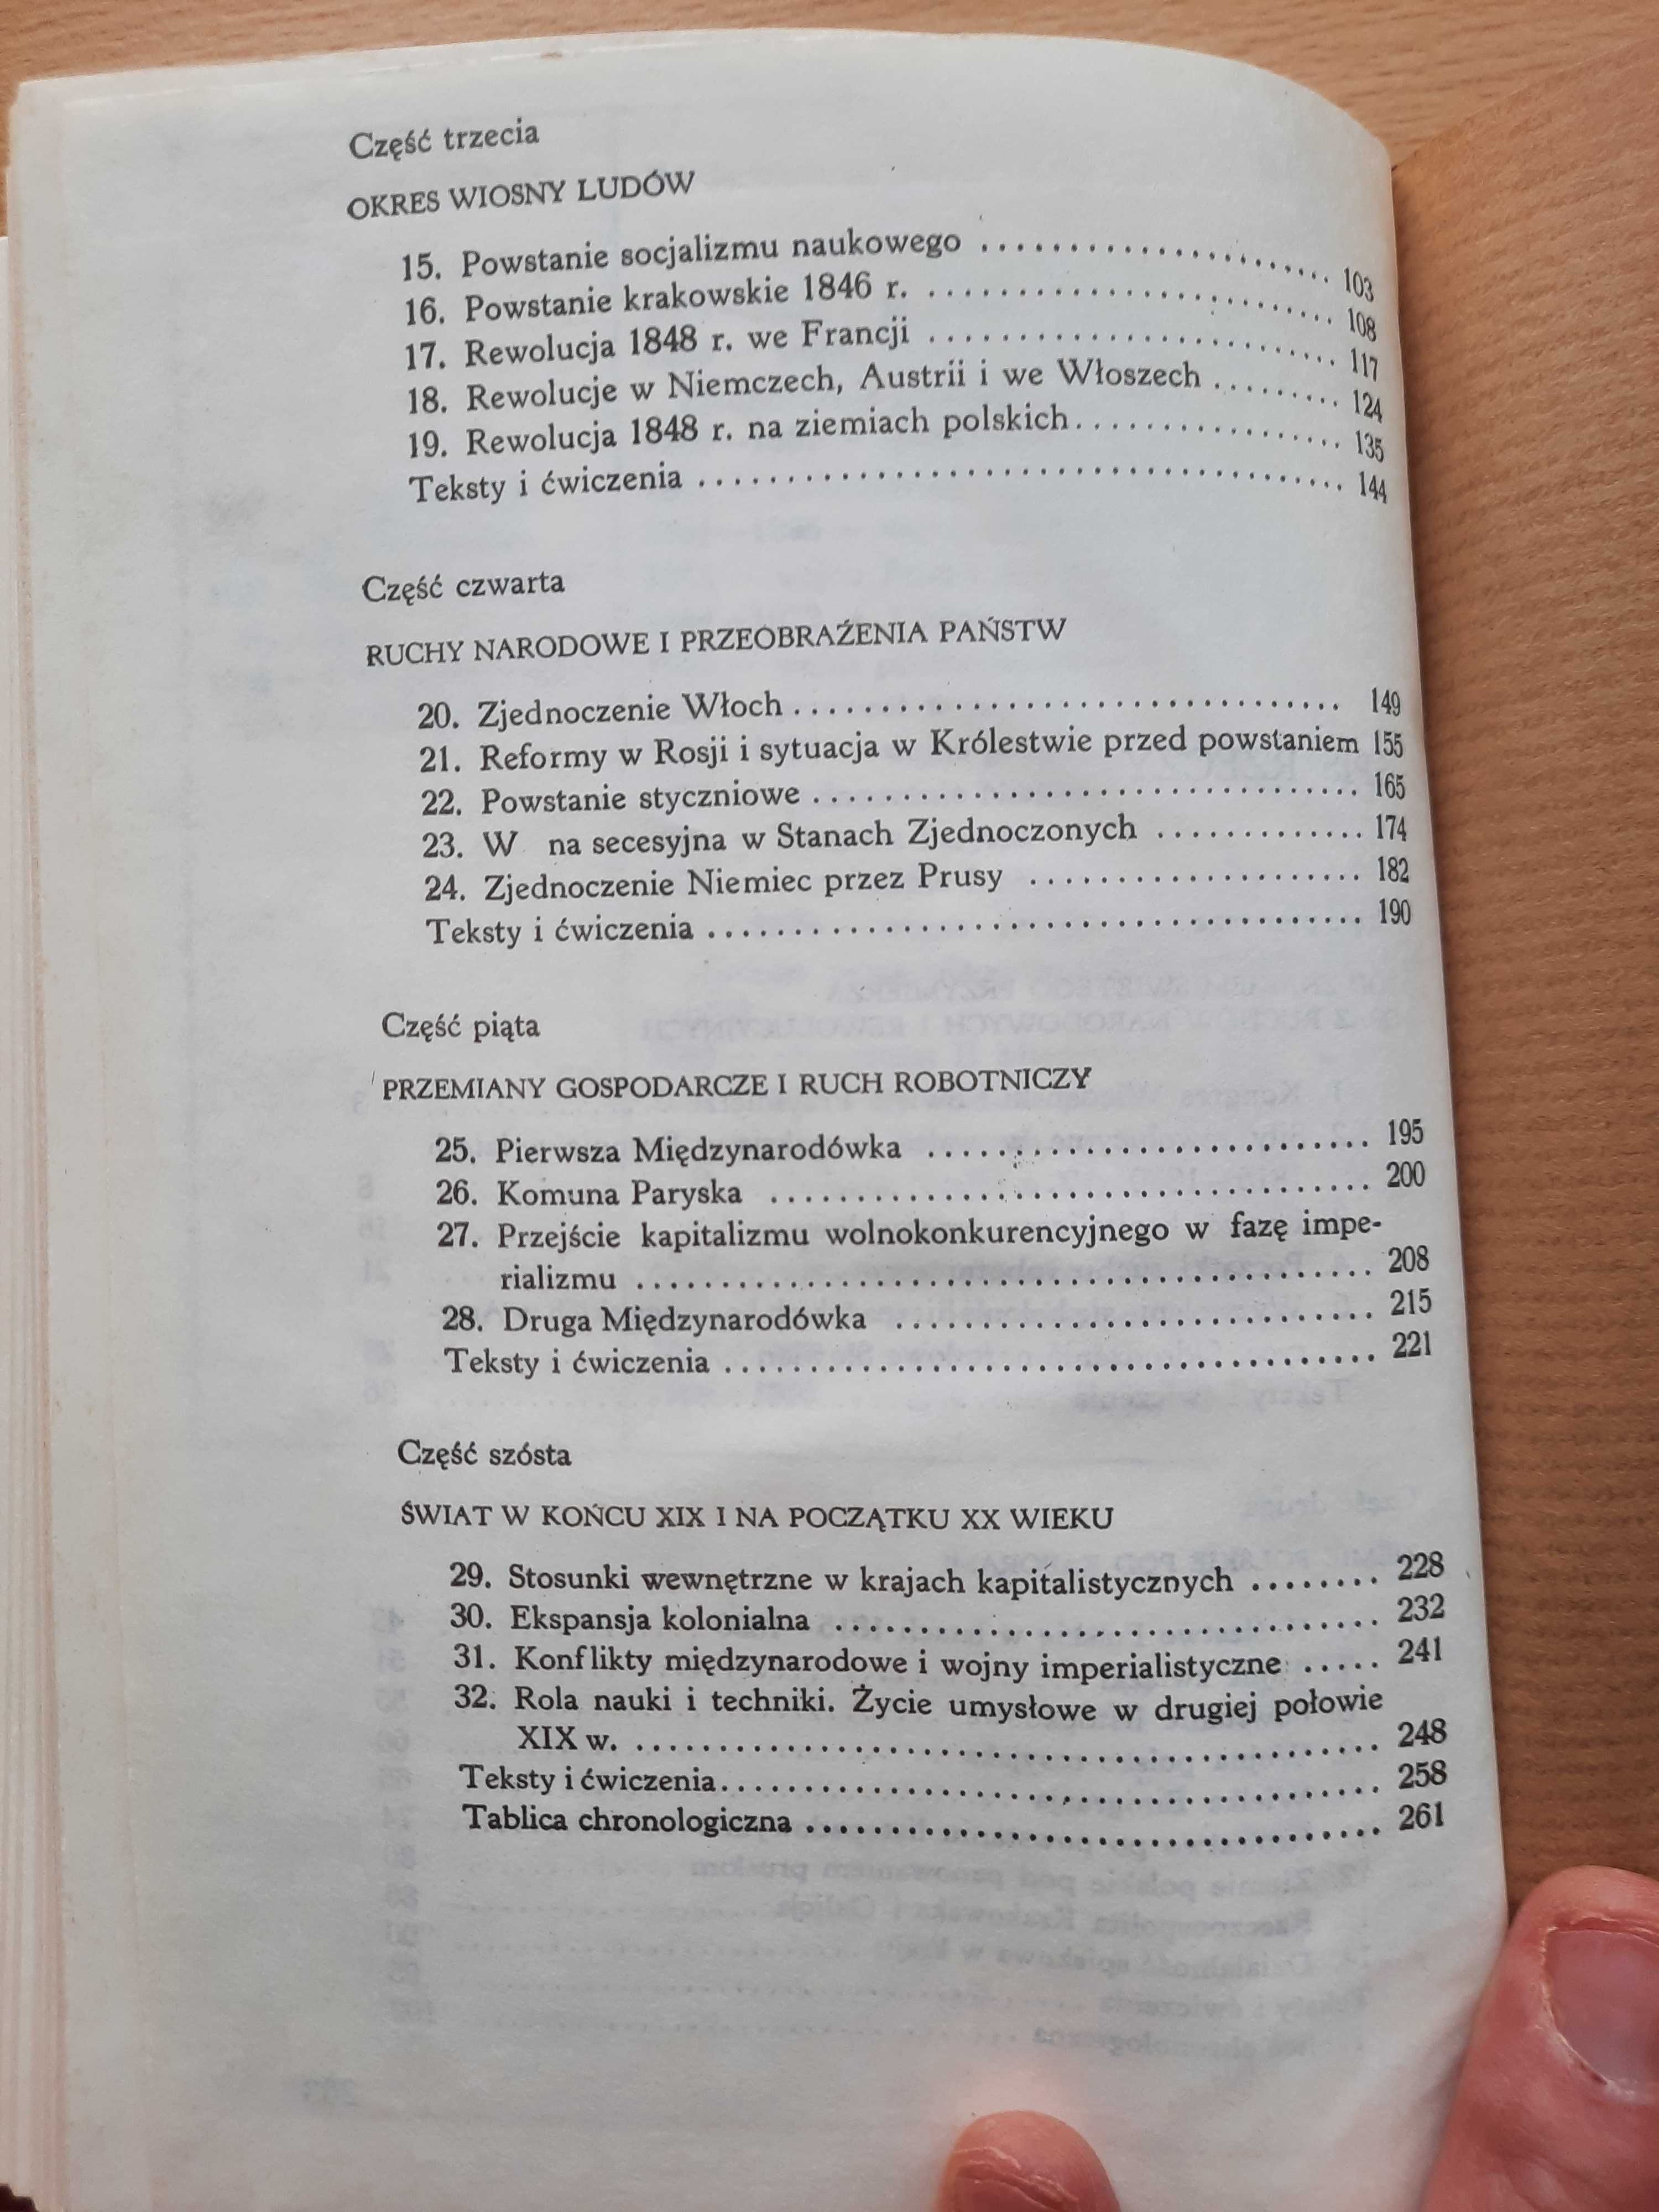 Część trzecia
OKRES WIOSNY LUDÓW
15. Powstanie socjalizmu naukowego ........................ 103
16. Powstanie krakowskie 1846 r. ........................ 108
17. Rewolucja 1848 r. we Francji ........................ 117
18. Rewolucje w Niemczech, Austrii i we Włoszech ......... 124
19. Rewolucja 1848 r. na ziemiach polskich................. 135
Teksty i ćwiczenia ........................................ 144
Część czwarta
RUCHY NARODOWE I PRZEOBRAŻENIA PAŃSTW
20. Zjednoczenie Włoch ................................ 149
21. Reformy w Rosji i sytuacja w Królestwie przed powstaniem 155
22. Powstanie styczniowe ................................ 165
23. W na secesyjna w Stanach Zjednoczonych ............. 174
24. Zjednoczenie Niemiec przez Prusy .................... 182
Teksty i ćwiczenia ........................................ 190
Część piąta
PRZEMIANY GOSPODARCZE I RUCH ROBOTNICZY
25. Pierwsza Międzynarodówka ........................... 195
26. Komuna Paryska .................................... 200
27. Przejście kapitalizmu wolnokonkurencyjnego w fazę impe-
rializmu ............................................. 208
28. Druga Międzynarodówka ............................. 215
Teksty i ćwiczenia ........................................ 221
Część szósta
ŚWIAT W KOŃCU XIX I NA POCZĄTKU XX WIEKU
29. Stosunki wewnętrzne w krajach kapitalistycznych ........ 228
30. Ekspansja kolonialna ................................. 232
31. Konflikty międzynarodowe i wojny imperialistyczne ..... 241
32. Rola nauki i techniki. Życie umysłowe w drugiej połowie
XIX w. ............................................. 248
Teksty i ćwiczenia........................................ 258
Tablica chronologiczna ................................... 261